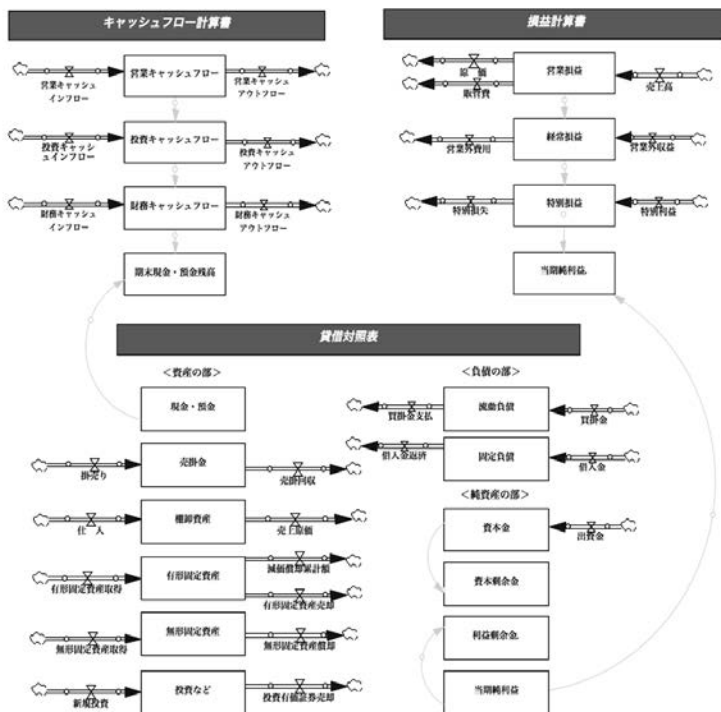 キャッシュフロー計算書
営業キャッシュ
インフロー
営業キャッシュフロー
営業キャッシュ
アウトフロー
投資キャッシ
ュインフロー
投資キャッシュフロー
投資キャッシュ
アウトフロー
財務キャッシュ
インフロー
財務キャッシュフロー
財務キャッシュ
アウトフロー
期末現金・預金残高
損益計算書
原　価
販管費
営業損益
売上高
営業外費用
経常損益
営業外収益
特別損失
特別損益
特別利益
当期純利益
貸借対照表
＜資産の部＞
現金・預金
掛売り
売掛金
売掛回収
仕　入
棚卸資産
売上原価
有形固定資産取得
有形固定資産
減価償却累計額
有形固定資産売却
無形固定資産取得
無形固定資産
無形固定資産償却
新規投資
投資など
投資有価証券売却
＜負債の部＞
買掛金支払
流動負債
買掛金
借入金返済
固定負債
借入金
＜純資産の部＞
資本金
出資金
資本剰余金
利益剰余金
当期純利益